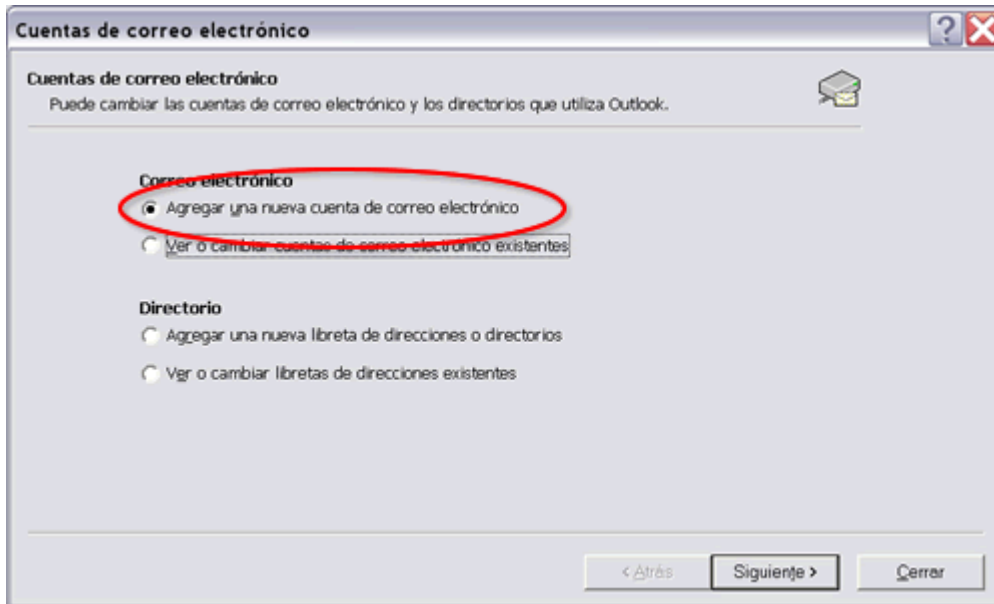 Cuentas de correo electrónico
Cuentas de correo electrónico
Puede cambiar las cuentas de correo electrónico y los directorios que utiliza Outlook.
Correo electrónico
Agregar una nueva cuenta de correo electrónico
Ver o cambiar cuentas de correo electrónico existentes
Directorio
Agregar una nueva libreta de direcciones o directorios
Ver o cambiar libretas de direcciones existentes
< Atrás Siguiente > Cerrar